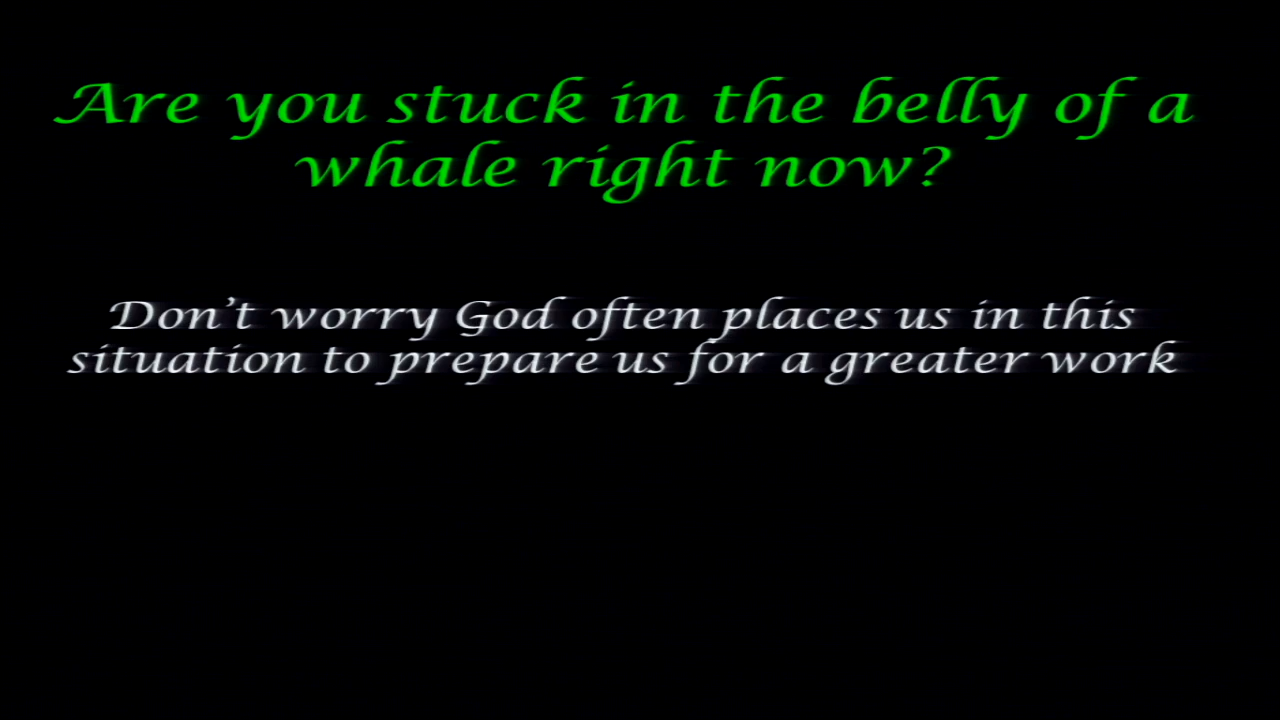 Are you stuck in the belly of a
whale right now?
Don't worry God often places us in this
situation to prepare us for a greater work